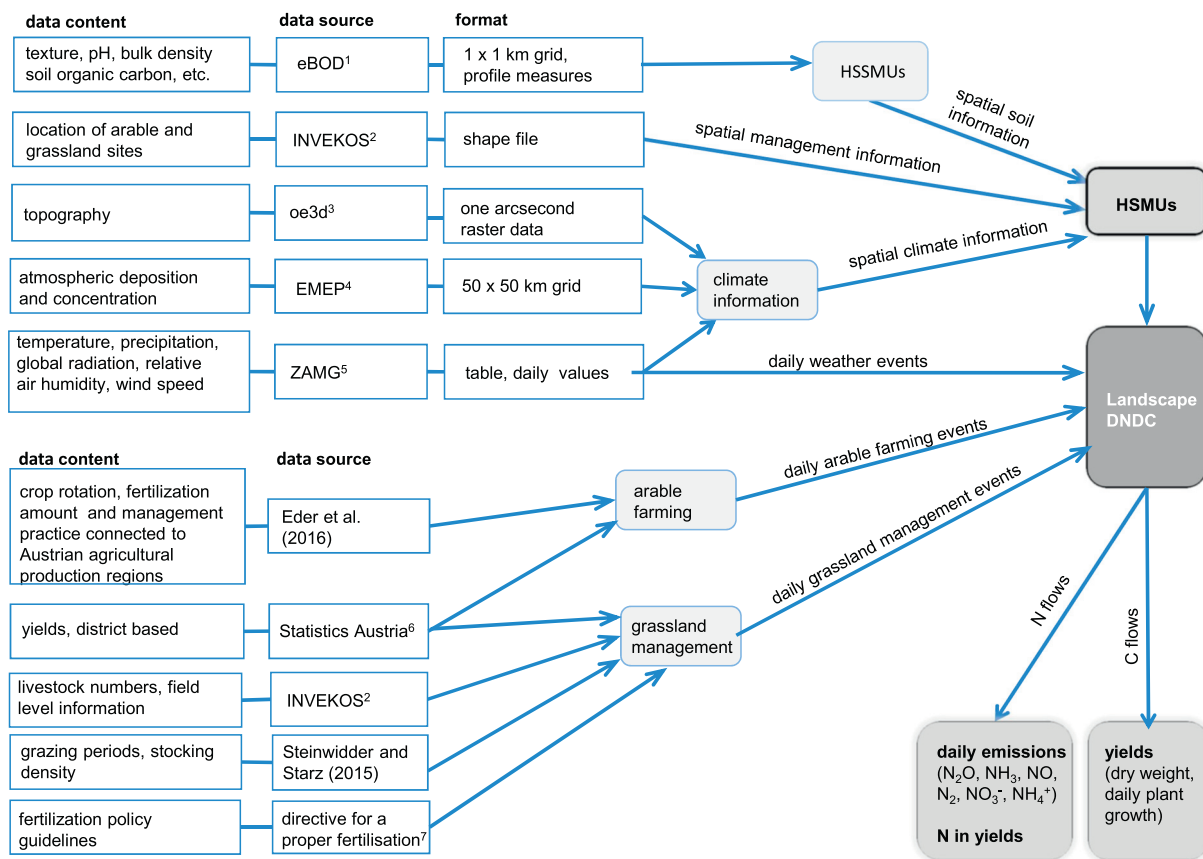 data content
data source
format
texture, pH, bulk density
soil organic carbon, etc.
eBOD¹
1 x 1 km grid,
profile measures
HSSMUs
spatial soil
information
location of arable and
grassland sites
INVEKOS²
shape file
spatial management information
HSMUs
topography
oe3d³
one arcsecond
raster data
spatial climate information
atmospheric deposition
and concentration
EMEP⁴
50 x 50 km grid
climate
information
temperature, precipitation,
global radiation, relative
air humidity, wind speed
ZAMG⁵
table, daily values
daily weather events
Landscape
DNDC
data content
data source
crop rotation, fertilization
amount and management
practice connected to
Austrian agricultural
production regions
Eder et al.
(2016)
arable
farming
daily arable farming events
yields, district based
Statistics Austria⁶
grassland
management
daily grassland management events
livestock numbers, field
level information
INVEKOS²
grazing periods, stocking
density
Steinwidder and
Starz (2015)
fertilization policy
guidelines
directive for a
proper fertilisation⁷
N flows
C flows
daily emissions
(N₂O, NH₃, NO,
N₂, NO₃⁻, NH₄⁺)
N in yields
yields
(dry weight,
daily plant
growth)